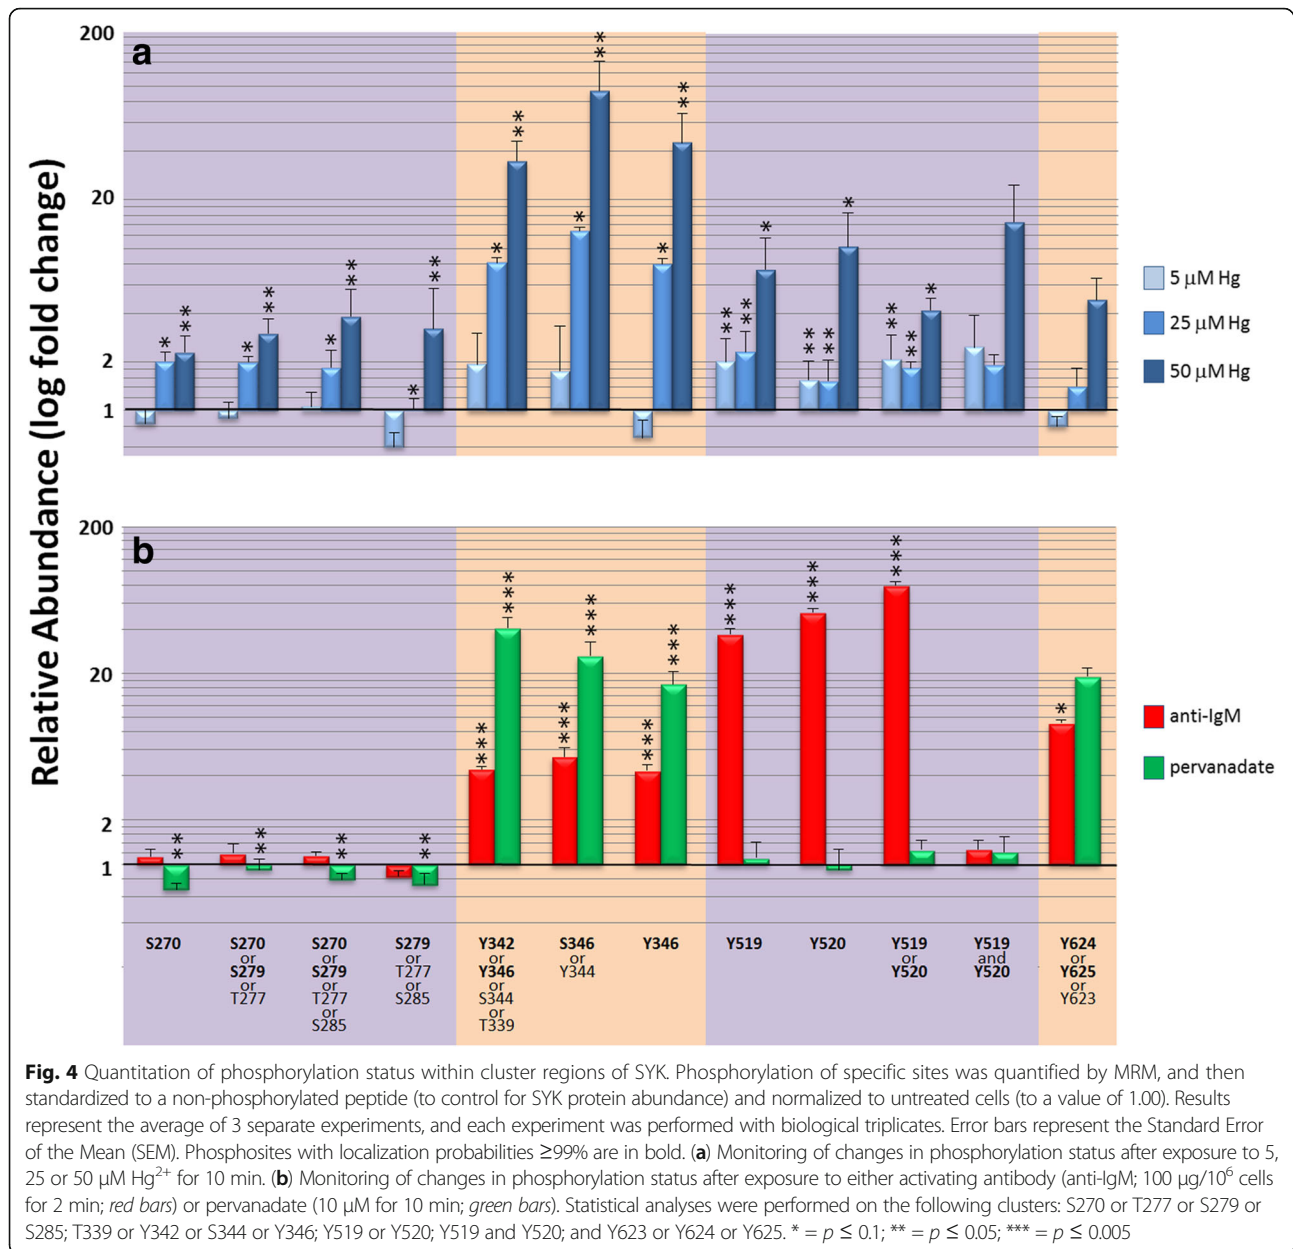 Relative Abundance (log fold change)
a
200
20
2
1
* ** * ** * ** * ** * ** * ** * ** ** ** * ** ** * ** ** *
5 µM Hg
25 µM Hg
50 µM Hg
b
200
20
2
1
** ** ** ** *** *** *** *** *** *** *** *** *** *
anti-IgM
pervanadate
S270
S270
or
S279
or
T277
S270
or
S279
or
T277
or
S285
S279
or
T277
or
S285
Y342
or
Y346
or
S344
or
T339
S346
or
Y344
Y346
Y519
Y520
Y519
or
Y520
Y519
and
Y520
Y624
or
Y625
or
Y623
Fig. 4 Quantitation of phosphorylation status within cluster regions of SYK. Phosphorylation of specific sites was quantified by MRM, and then
standardized to a non-phosphorylated peptide (to control for SYK protein abundance) and normalized to untreated cells (to a value of 1.00). Results
represent the average of 3 separate experiments, and each experiment was performed with biological triplicates. Error bars represent the Standard Error
of the Mean (SEM). Phosphosites with localization probabilities ≥99% are in bold. (a) Monitoring of changes in phosphorylation status after exposure to 5,
25 or 50 µM Hg²⁺ for 10 min. (b) Monitoring of changes in phosphorylation status after exposure to either activating antibody (anti-IgM; 100 µg/10⁶ cells
for 2 min; red bars) or pervanadate (10 µM for 10 min; green bars). Statistical analyses were performed on the following clusters: S270 or T277 or S279 or
S285; T339 or Y342 or S344 or Y346; Y519 or Y520; Y519 and Y520; and Y623 or Y624 or Y625. * = p ≤ 0.1; ** = p ≤ 0.05; *** = p ≤ 0.005